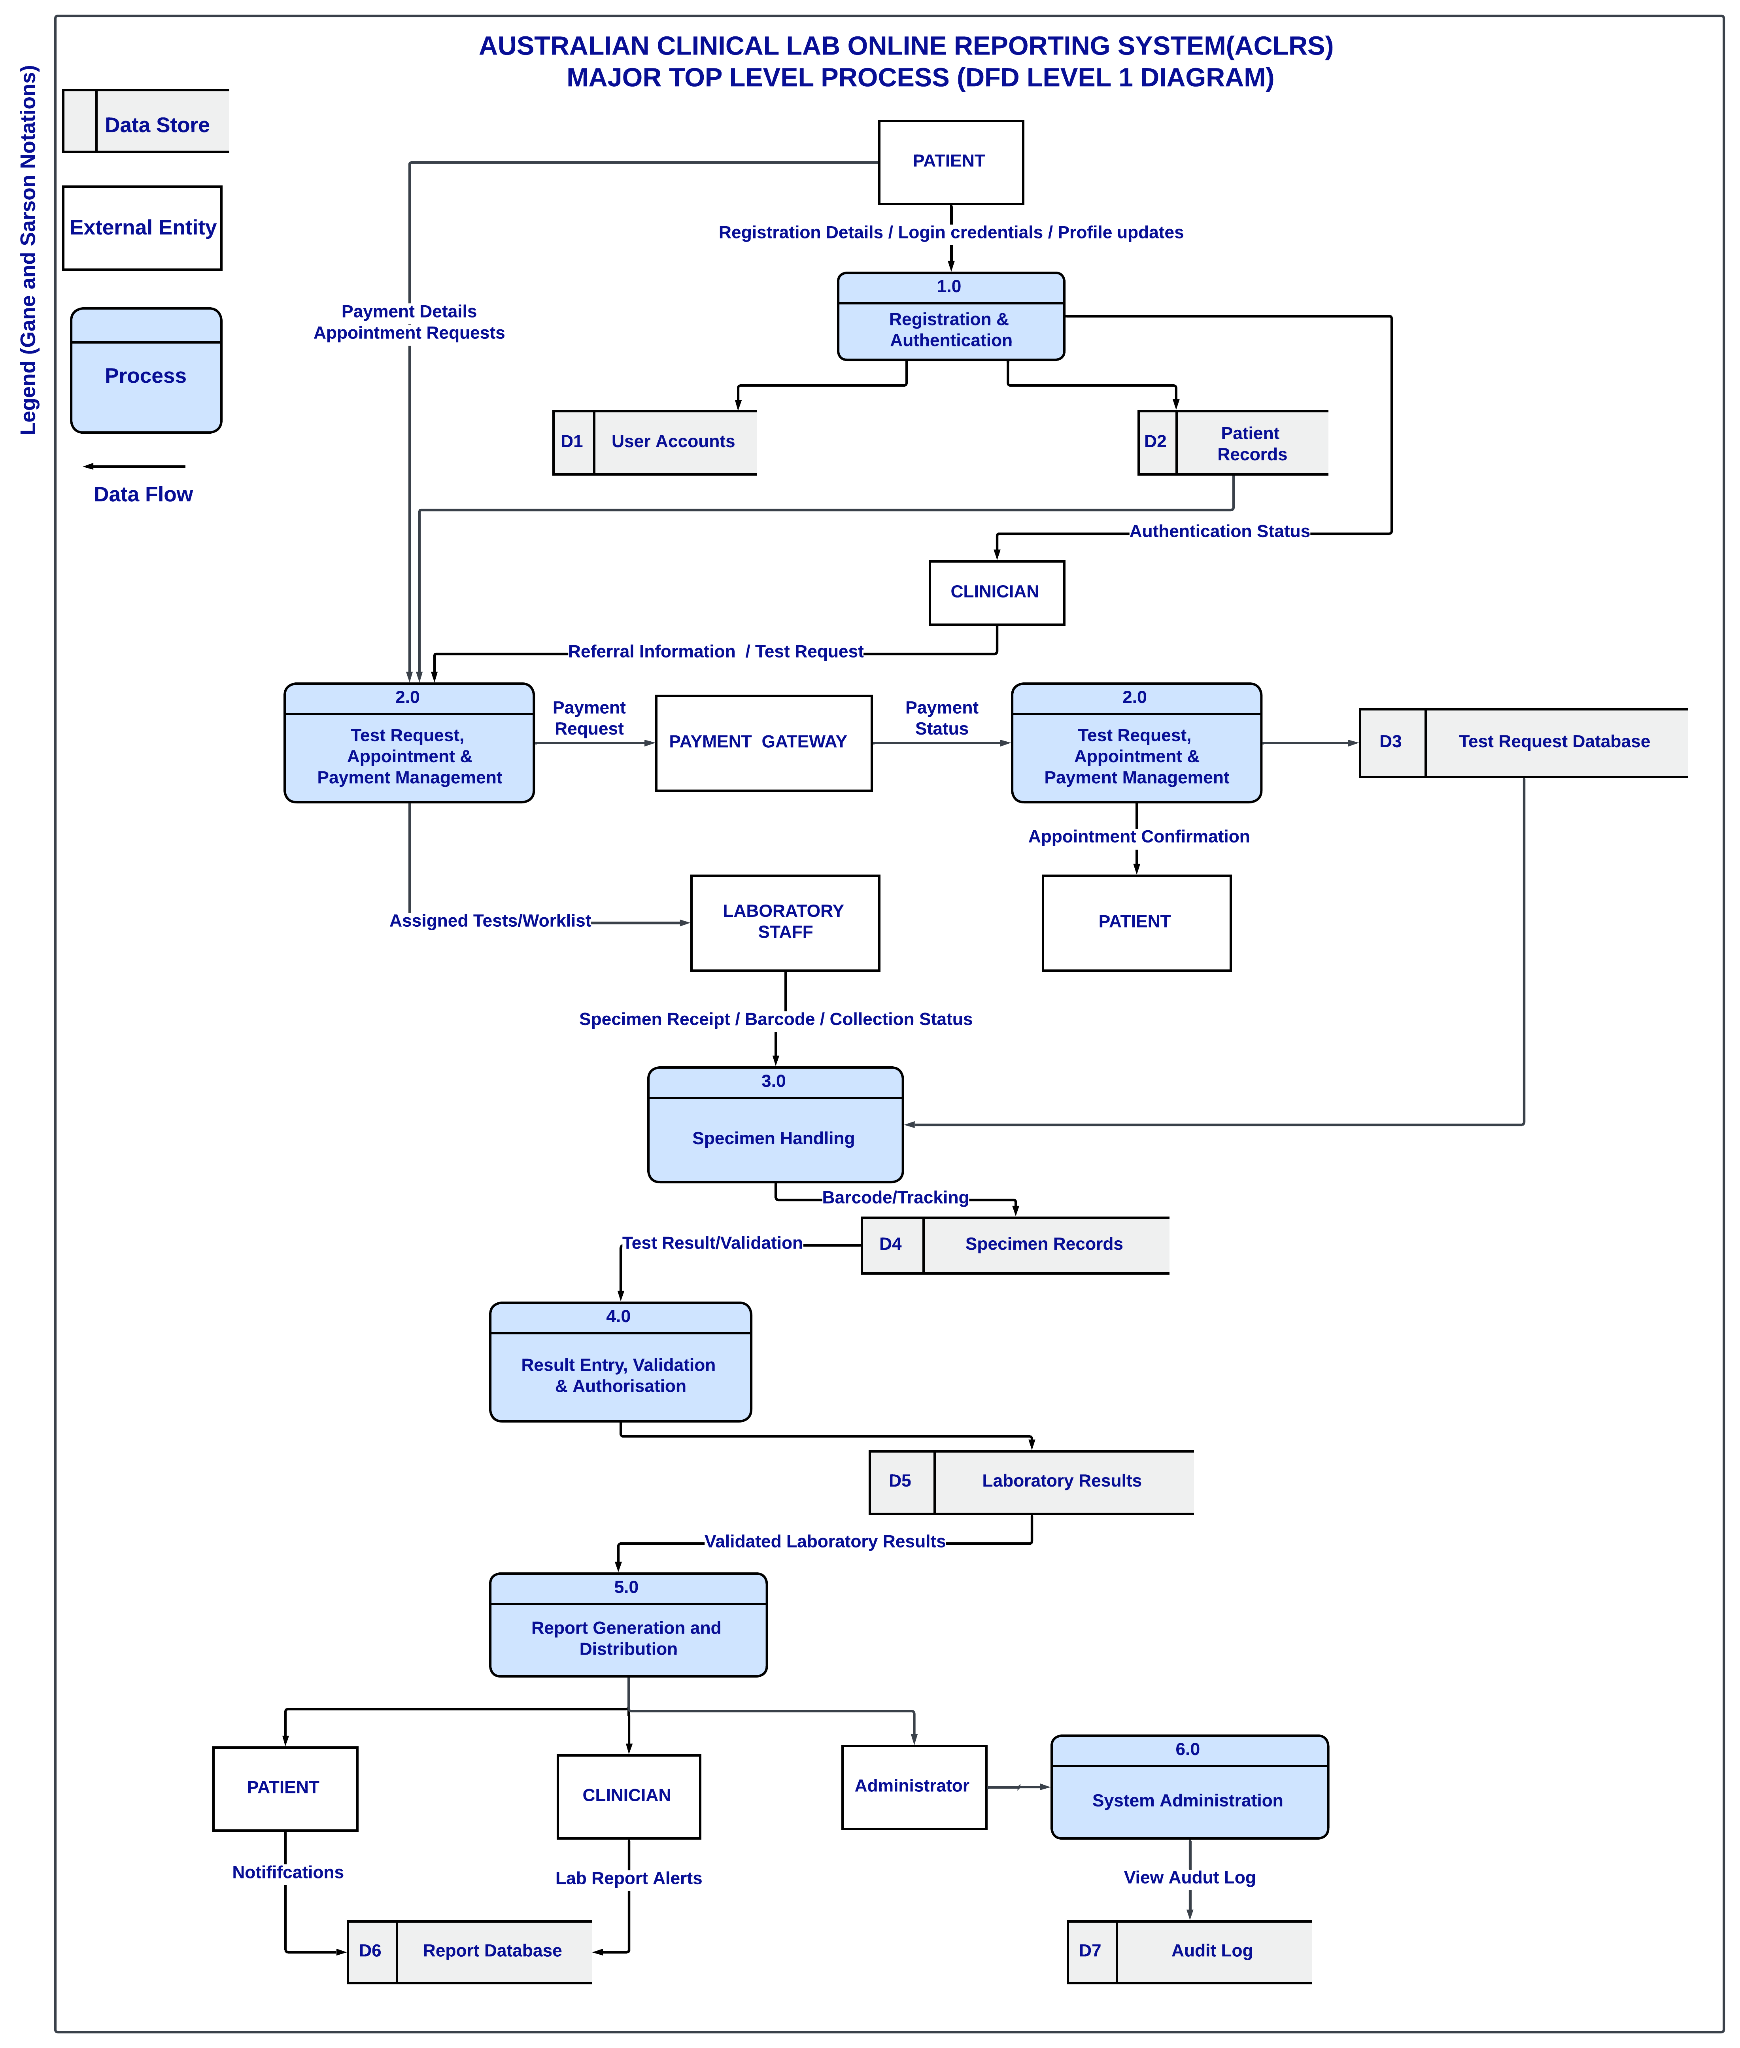 AUSTRALIAN CLINICAL LAB ONLINE REPORTING SYSTEM(ACLRS)
MAJOR TOP LEVEL PROCESS (DFD LEVEL 1 DIAGRAM)
Legend (Gane and Sarson Notations)
Data Store
External Entity
Process
Data Flow
PATIENT
Registration Details / Login credentials / Profile updates
Payment Details
Appointment Requests
1.0
Registration &
Authentication
D1
User Accounts
D2
Patient
Records
Authentication Status
CLINICIAN
Referral Information / Test Request
2.0
Test Request,
Appointment &
Payment Management
Payment
Request
PAYMENT GATEWAY
Payment
Status
2.0
Test Request,
Appointment &
Payment Management
D3
Test Request Database
Appointment Confirmation
PATIENT
Assigned Tests/Worklist
LABORATORY
STAFF
Specimen Receipt / Barcode / Collection Status
3.0
Specimen Handling
Barcode/Tracking
D4
Specimen Records
Test Result/Validation
4.0
Result Entry, Validation
& Authorisation
D5
Laboratory Results
Validated Laboratory Results
5.0
Report Generation and
Distribution
PATIENT
CLINICIAN
Administrator
6.0
System Administration
Notififcations
Lab Report Alerts
View Audut Log
D6
Report Database
D7
Audit Log